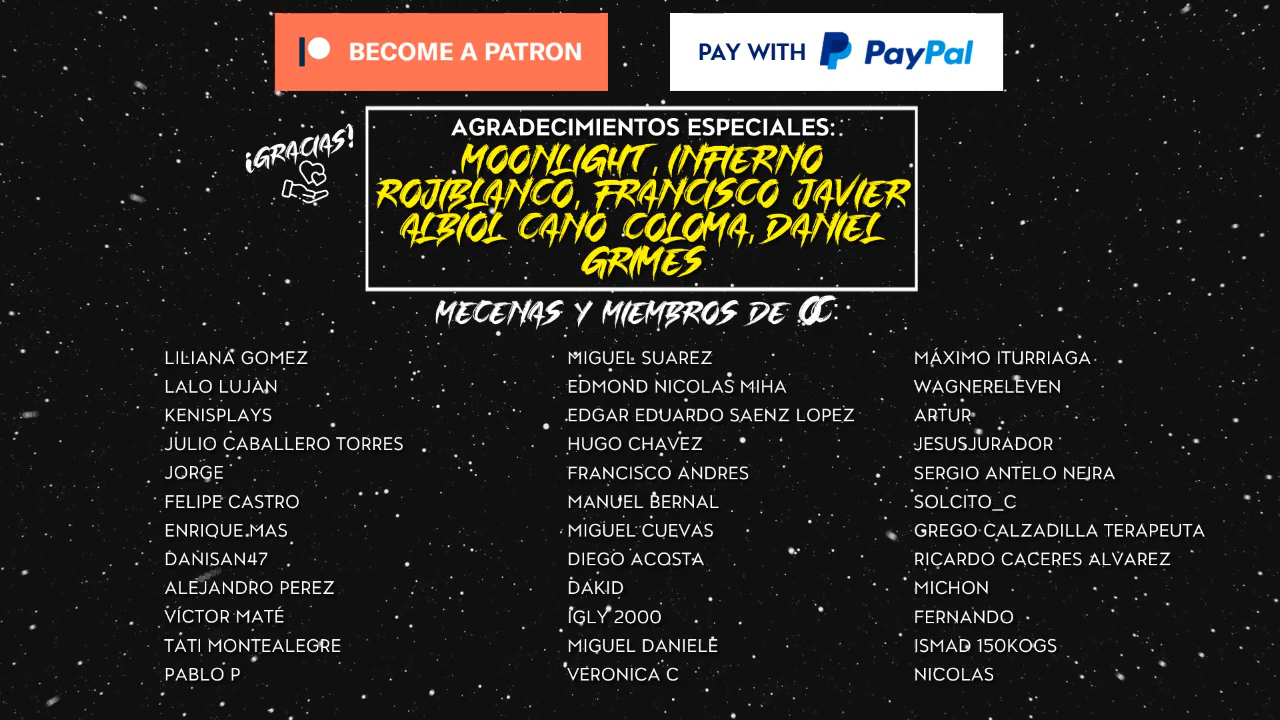 BECOME A PATRON
PAY WITH PayPal
¡GRACIAS!
AGRADECIMIENTOS ESPECIALES:
MOONLIGHT, INFIERNO
ROJIBLANCO, FRANCISCO JAVIER
ALBIOL CANO COLOMA, DANIEL
GRIMES
MECENAS Y MIEMBROS DE OC:
LILIANA GOMEZ
LALO LUJAN
KENISPLAYS
JULIO CABALLERO TORRES
JORGE
FELIPE CASTRO
ENRIQUE MAS
DANISAN47
ALEJANDRO PEREZ
VÍCTOR MATÉ
TATI MONTEALEGRE
PABLO P
MIGUEL SUAREZ
EDMOND NICOLAS MIHA
EDGAR EDUARDO SAENZ LOPEZ
HUGO CHAVEZ
FRANCISCO ANDRES
MANUEL BERNAL
MIGUEL CUEVAS
DIEGO ACOSTA
DAKID
IGLY 2000
MIGUEL DANIELE
VERONICA C
MÁXIMO ITURRIAGA
WAGNERELEVEN
ARTUR
JESUSJURADOR
SERGIO ANTELO NEIRA
SOLCITO_C
GREGO CALZADILLA TERAPEUTA
RICARDO CACERES ALVAREZ
MICHON
FERNANDO
ISMAD 150KOGS
NICOLAS